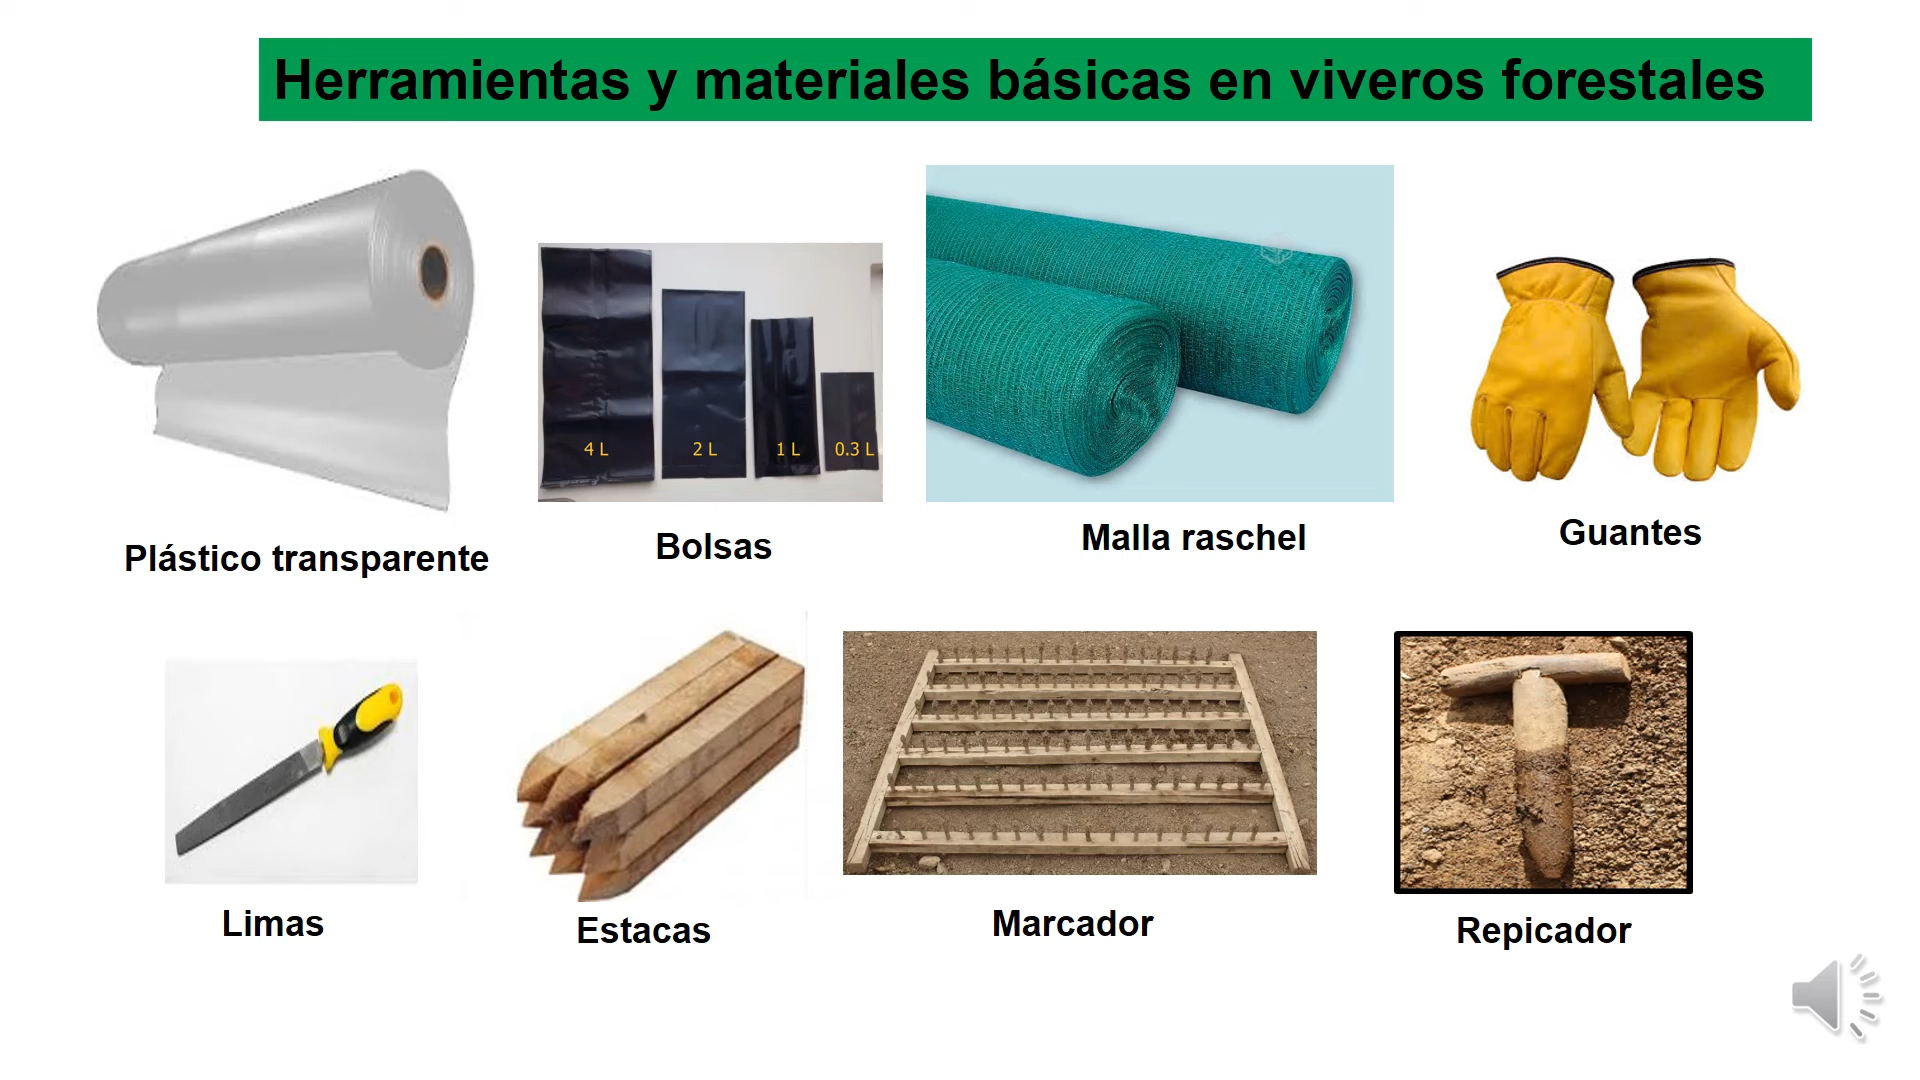 Herramientas y materiales básicas en viveros forestales
4 L
2 L
1 L
0.3 L
Plástico transparente
Bolsas
Malla raschel
Guantes
Limas
Estacas
Marcador
Repicador